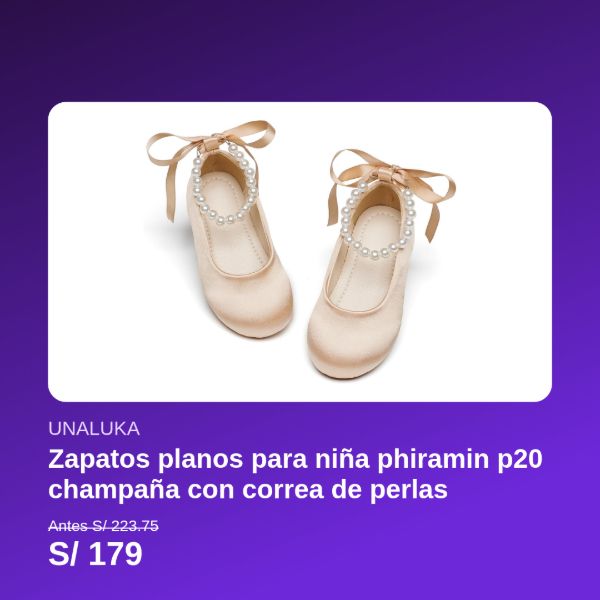 UNALUKA
Zapatos planos para niña phiramin p20
champaña con correa de perlas
Antes S/ 223.75
S/ 179